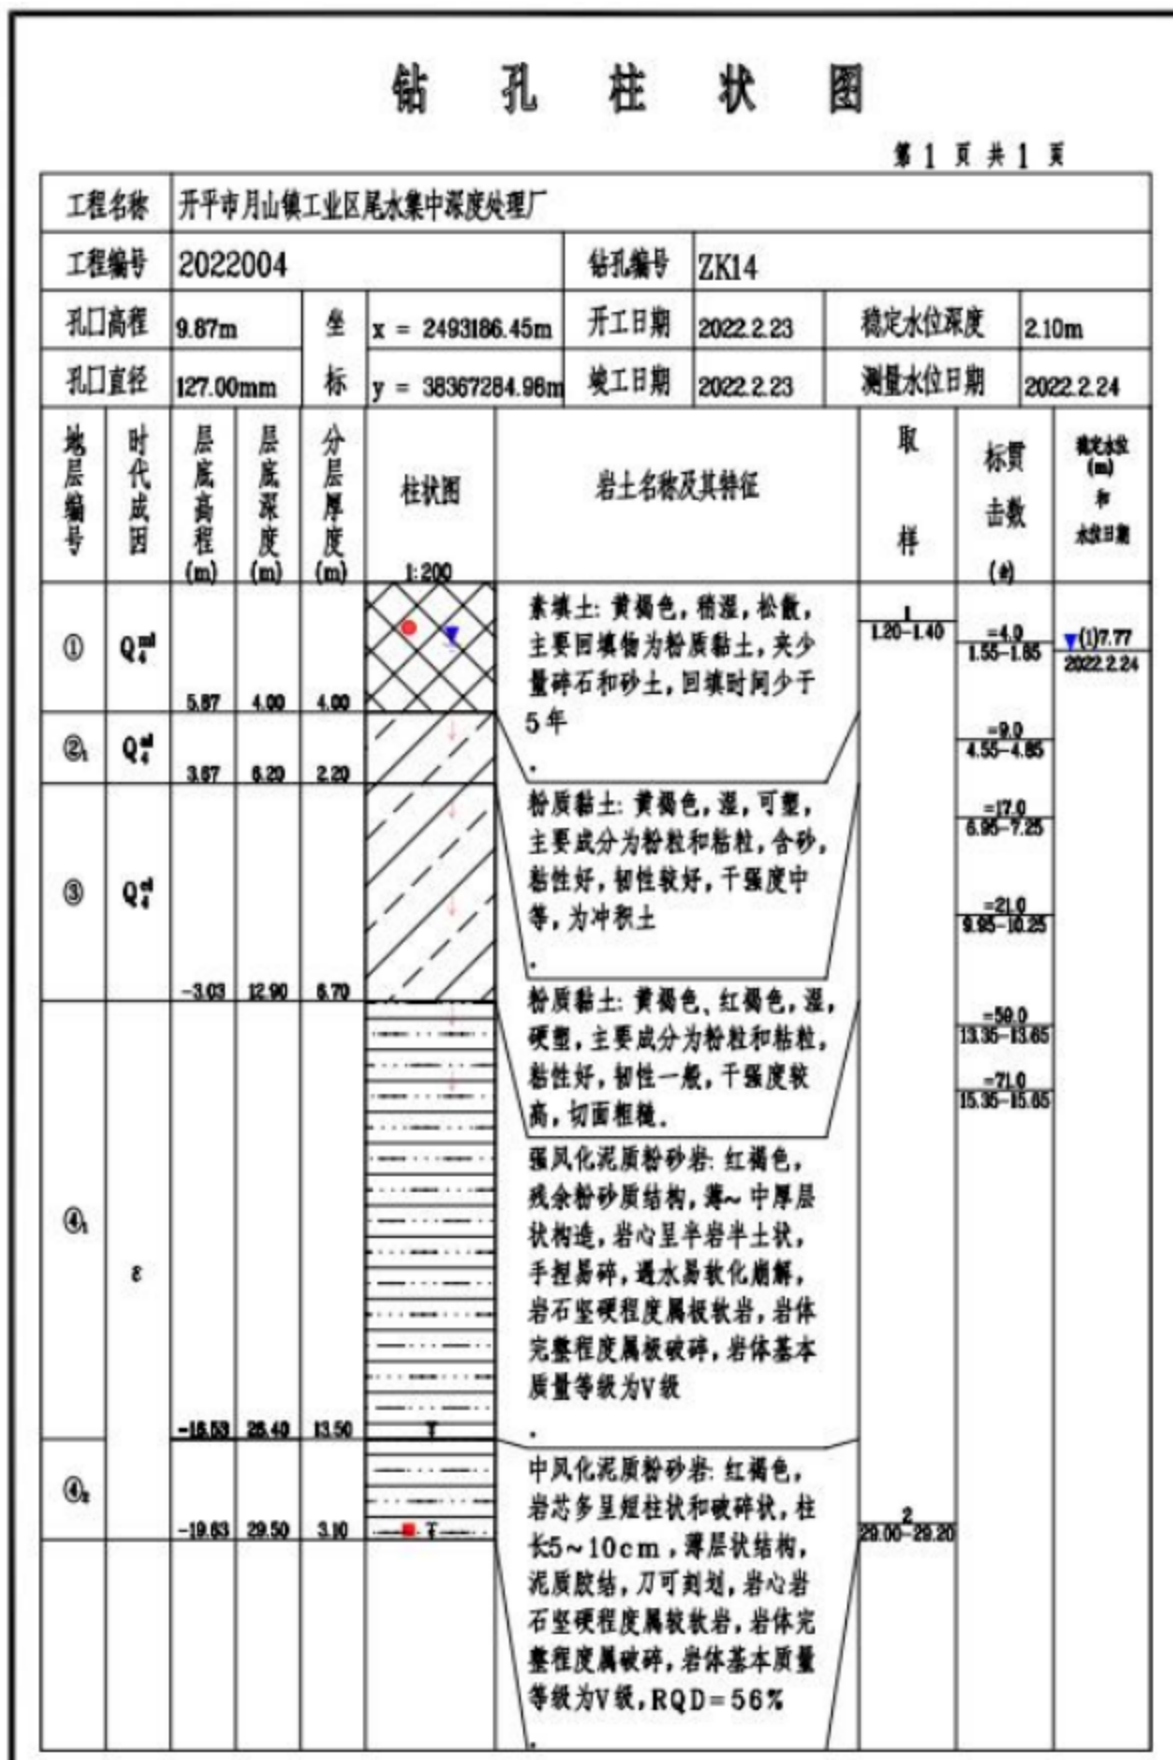 钻孔柱状图
第 1 页 共 1 页
工程名称 开平市月山镇工业区尾水集中深度处理厂
工程编号 2022004 钻孔编号 ZK14
孔口高程 9.87m 坐 x = 2493186.45m 开工日期 2022.2.23 稳定水位深度 2.10m
孔口直径 127.00mm 标 y = 38367284.98m 竣工日期 2022.2.23 测量水位日期 2022.2.24
地层编号 时代成因 层底高程(m) 层底深度(m) 分层厚度(m) 柱状图 1:200 岩土名称及其特征 取样 标贯击数(击) 稳定水位(m)和水位日期
① Q₄ᵐˡ 5.87 4.00 4.00
素填土: 黄褐色, 稍湿, 松散,
主要回填物为粉质黏土, 夹少
量碎石和砂土, 回填时间少于
5年
.
1
1.20-1.40
=4.0
1.55-1.85
(1)7.77
2022.2.24
②₁ Q₄ᵃˡ 3.67 6.20 2.20
粉质黏土: 黄褐色, 湿, 可塑,
主要成分为粉粒和粘粒, 含砂,
粘性好, 韧性较好, 干强度中
等, 为冲积土
.
=9.0
4.55-4.85
③ Q₄ᵉˡ -3.03 12.90 6.70
粉质黏土: 黄褐色、红褐色, 湿,
硬塑, 主要成分为粉粒和粘粒,
粘性好, 韧性一般, 干强度较
高, 切面粗糙.
=17.0
6.95-7.25
=21.0
9.95-10.25
④₁ ε -16.53 26.40 13.50
强风化泥质粉砂岩: 红褐色,
残余粉砂质结构, 薄~中厚层
状构造, 岩心呈半岩半土状,
手捏易碎, 遇水易软化崩解,
岩石坚硬程度属极软岩, 岩体
完整程度属极破碎, 岩体基本
质量等级为V级
.
=59.0
13.35-13.65
=71.0
15.35-15.65
④₂ -19.63 29.50 3.10
中风化泥质粉砂岩: 红褐色,
岩芯多呈短柱状和破碎状, 柱
长5~10cm, 薄层状结构,
泥质胶结, 刀可刻划, 岩心岩
石坚硬程度属较软岩, 岩体完
整程度属破碎, 岩体基本质量
等级为V级, RQD=56%
.
2
29.00-29.20